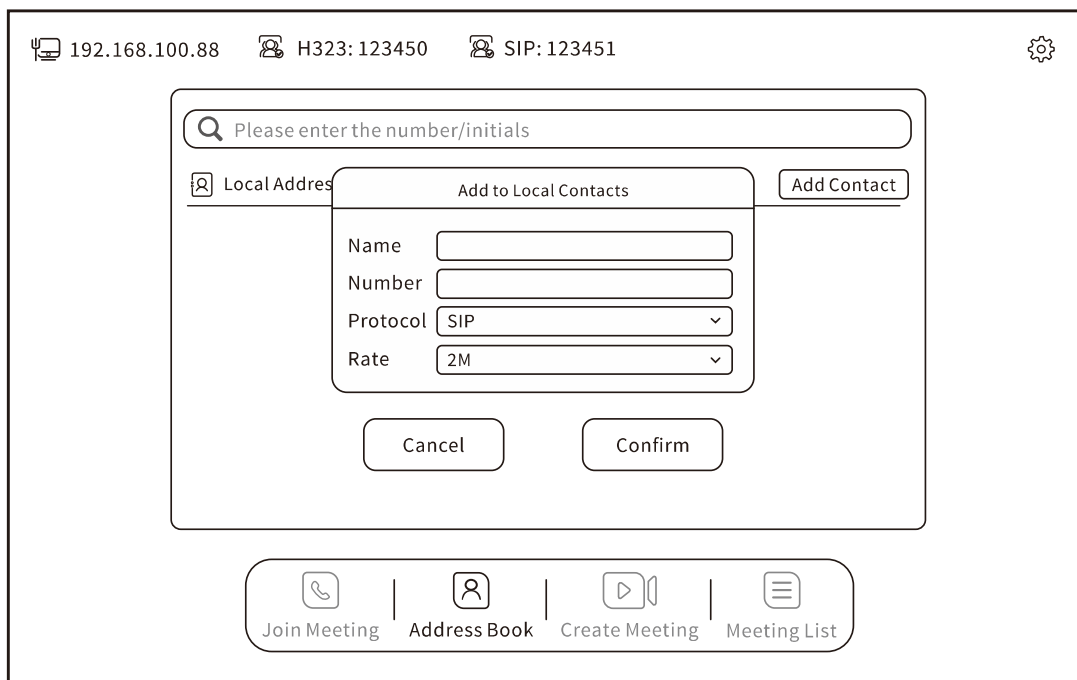 192.168.100.88 H323: 123450 SIP: 123451
Please enter the number/initials
Local Addres Add to Local Contacts Add Contact
Name
Number
Protocol SIP
Rate 2M
Cancel Confirm
Join Meeting Address Book Create Meeting Meeting List